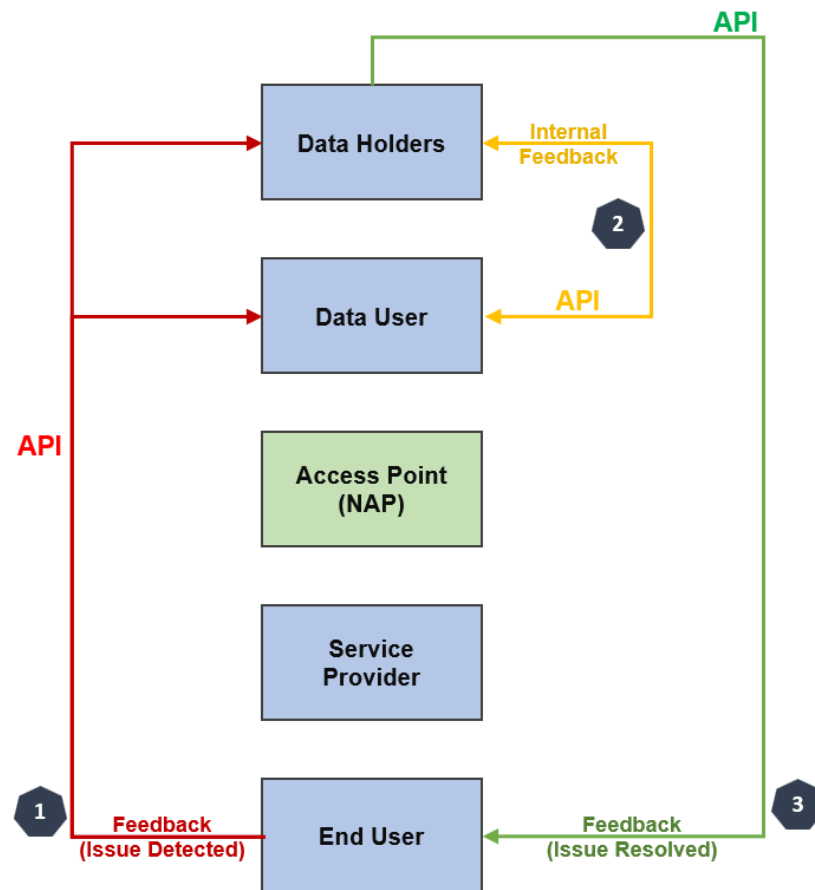 API
Data Holders
Internal
Feedback
2
Data User
API
API
Access Point
(NAP)
Service
Provider
1
3
Feedback
(Issue Detected)
End User
Feedback
(Issue Resolved)